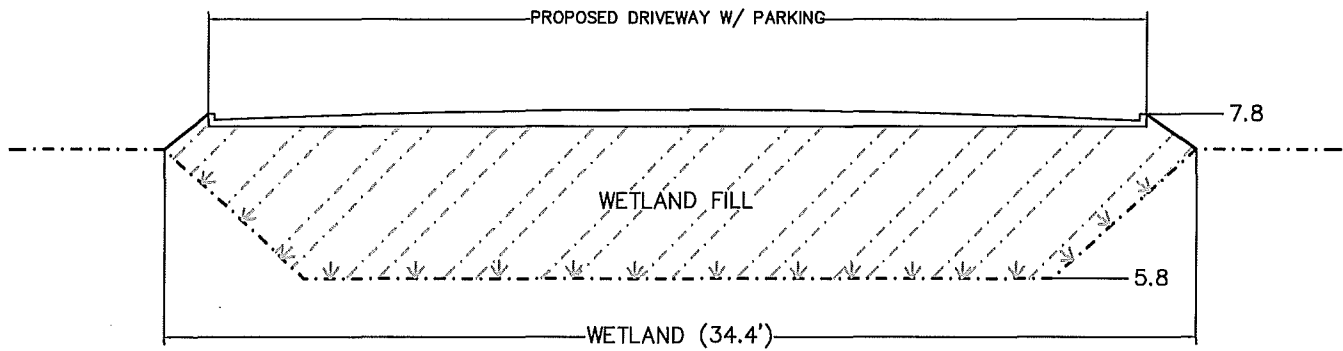 PROPOSED DRIVEWAY W/ PARKING
7.8
WETLAND FILL
5.8
WETLAND (34.4')